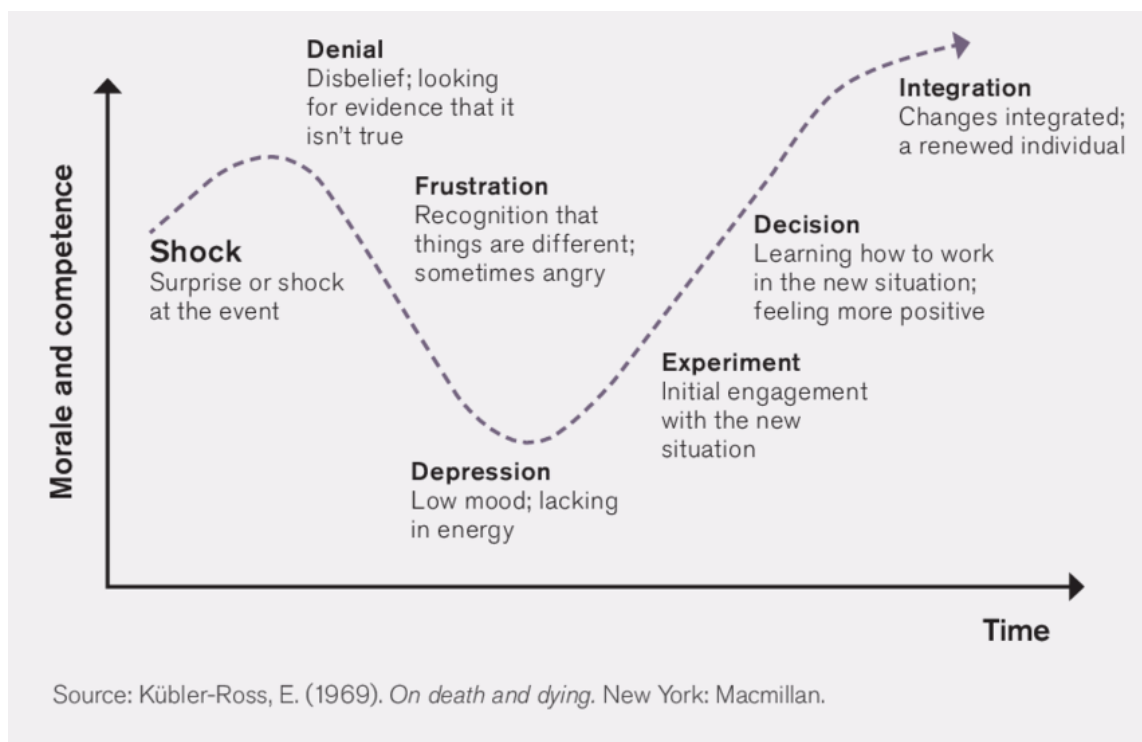 Denial
Disbelief; looking
for evidence that it
isn't true
Integration
Changes integrated;
a renewed individual
Frustration
Recognition that
things are different;
sometimes angry
Decision
Learning how to work
in the new situation;
feeling more positive
Shock
Surprise or shock
at the event
Experiment
Initial engagement
with the new
situation
Depression
Low mood; lacking
in energy
Morale and competence
Time
Source: Kübler-Ross, E. (1969). On death and dying. New York: Macmillan.